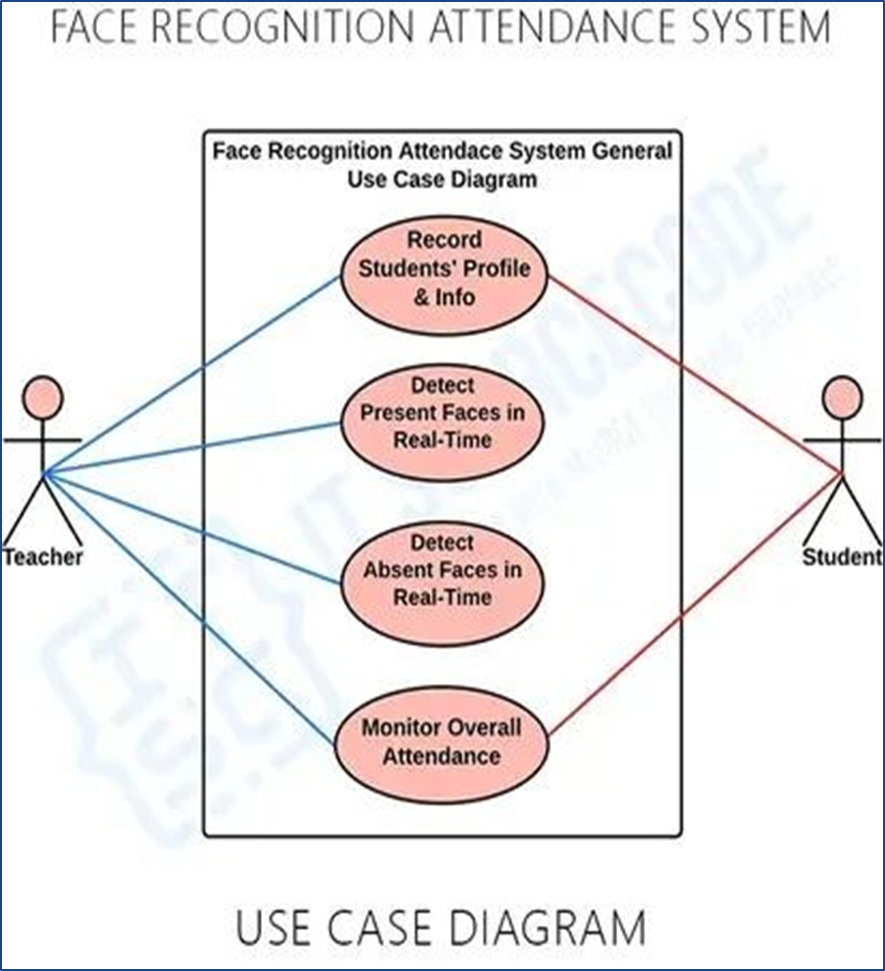 FACE RECOGNITION ATTENDANCE SYSTEM
Face Recognition Attendace System General
Use Case Diagram
Record
Students' Profile
& Info
Detect
Present Faces in
Real-Time
Detect
Absent Faces in
Real-Time
Monitor Overall
Attendance
Teacher
Student
USE CASE DIAGRAM